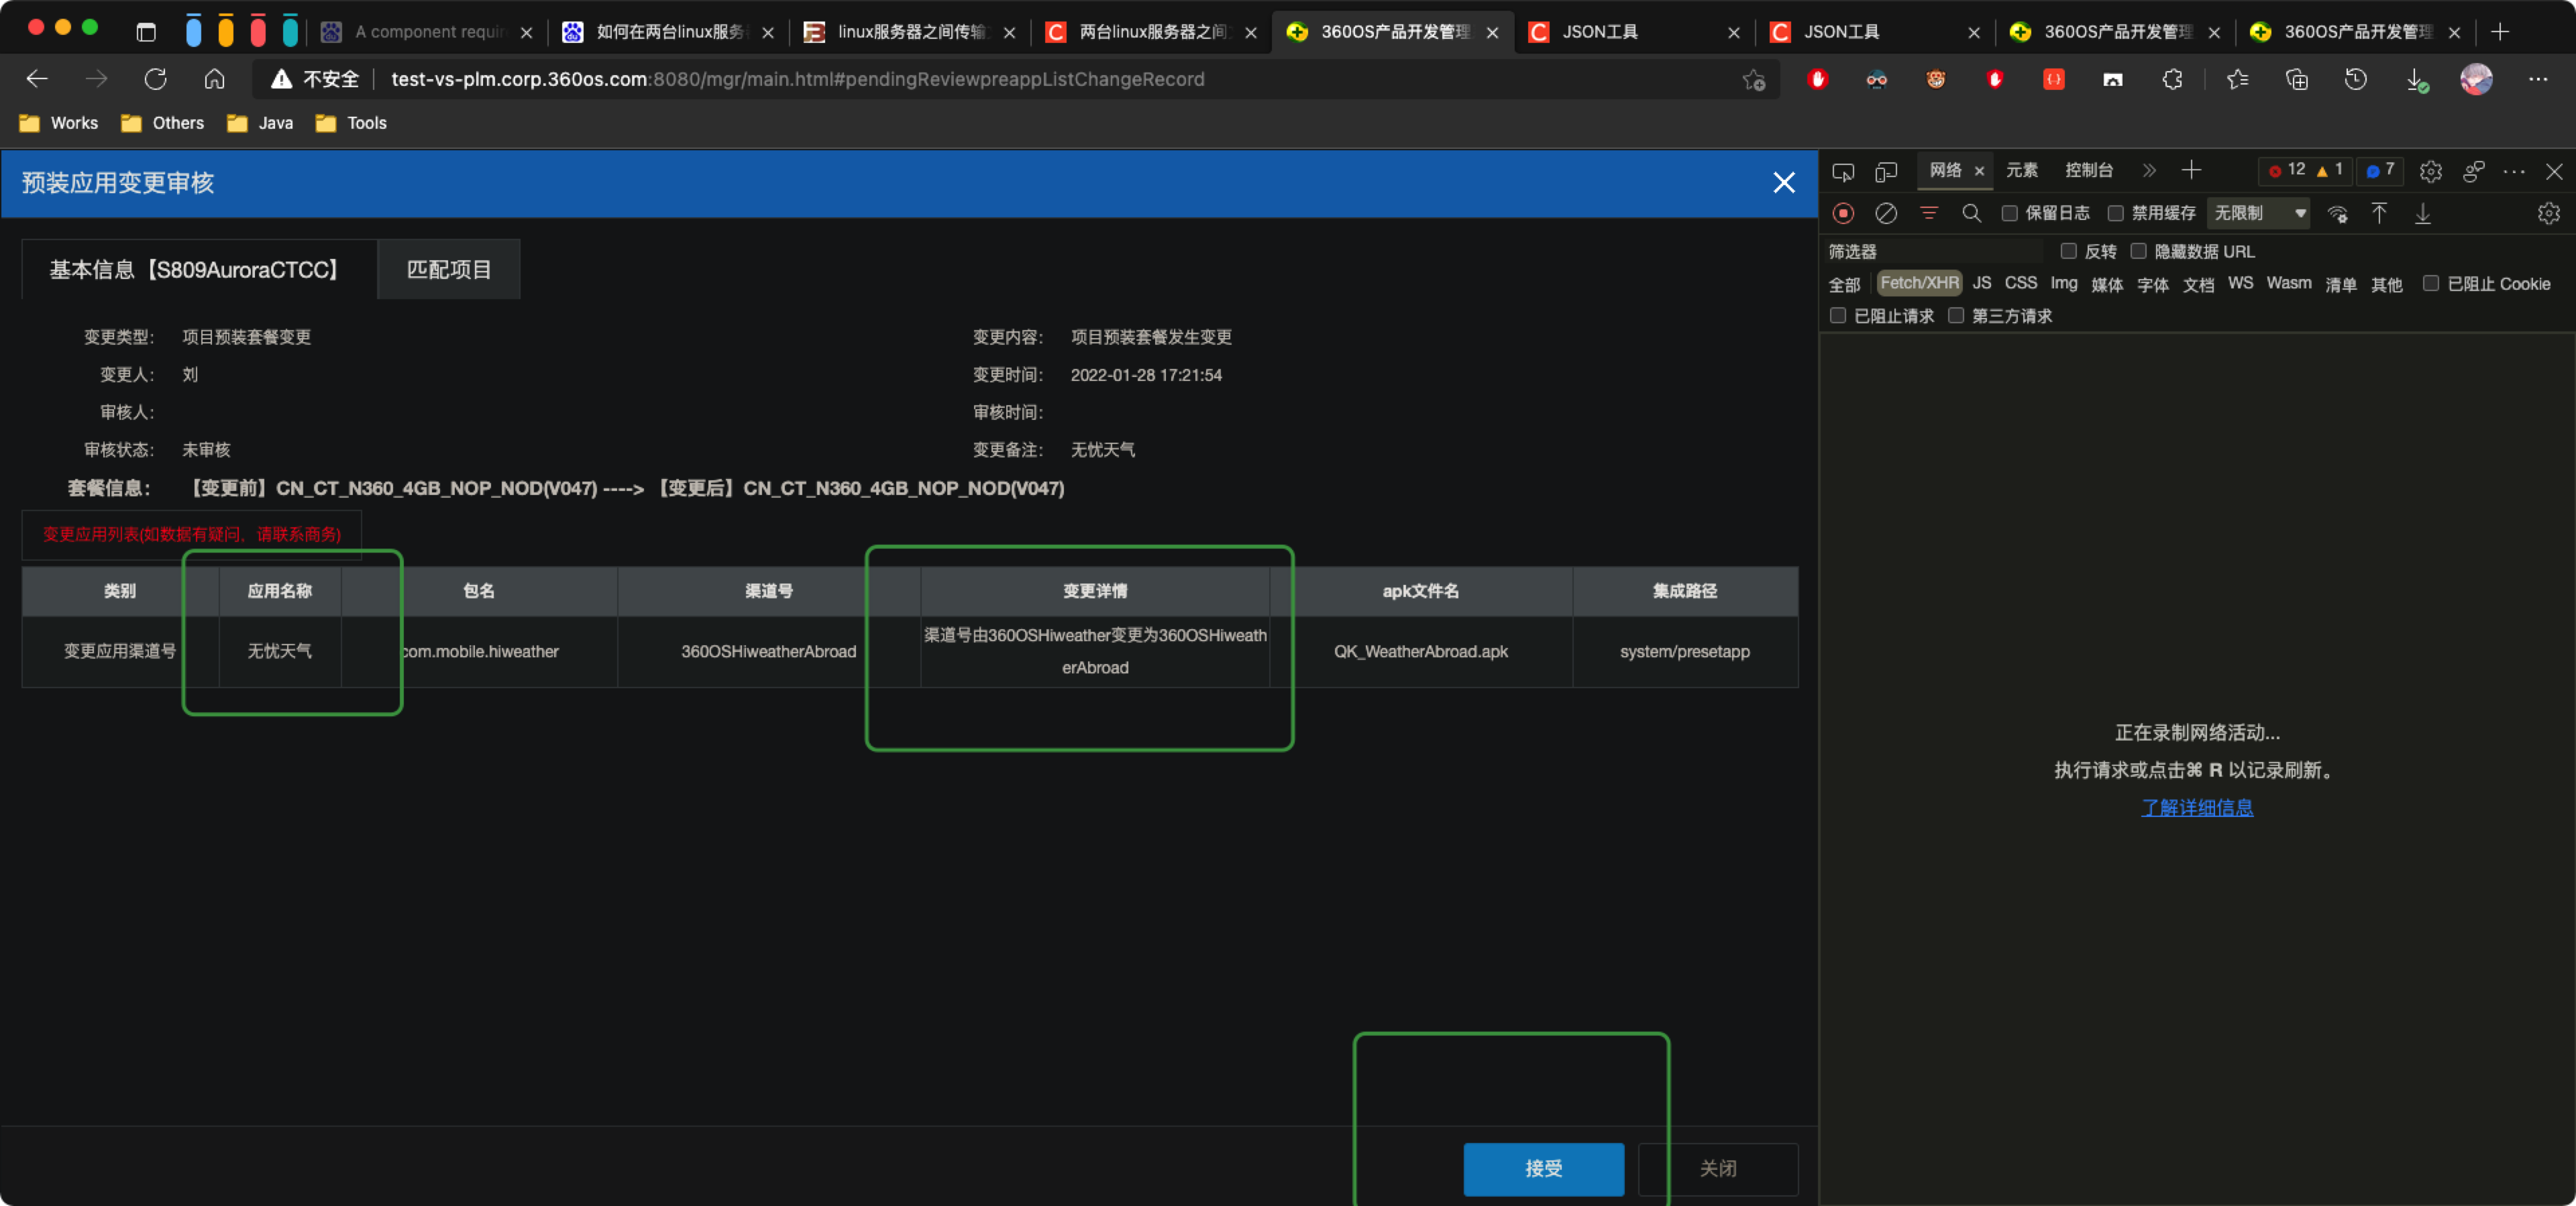 A component requir
如何在两台linux服务
linux服务器之间传输
两台linux服务器之间
360OS产品开发管理
JSON工具
JSON工具
360OS产品开发管理
360OS产品开发管理
不安全
test-vs-plm.corp.360os.com:8080/mgr/main.html#pendingReviewpreappListChangeRecord
Works Others Java Tools
预装应用变更审核
基本信息【S809AuroraCTCC】 匹配项目
变更类型: 项目预装套餐变更 变更内容: 项目预装套餐发生变更
变更人: 刘 变更时间: 2022-01-28 17:21:54
审核人: 审核时间:
审核状态: 未审核 变更备注: 无忧天气
套餐信息: 【变更前】CN_CT_N360_4GB_NOP_NOD(V047) ----> 【变更后】CN_CT_N360_4GB_NOP_NOD(V047)
变更应用列表(如数据有疑问，请联系商务)
类别 应用名称 包名 渠道号 变更详情 apk文件名 集成路径
变更应用渠道号 无忧天气 com.mobile.hiweather 360OSHiweatherAbroad 渠道号由360OSHiweather变更为360OSHiweath
erAbroad QK_WeatherAbroad.apk system/presetapp
接受 关闭
网络 元素 控制台 12 1 7
保留日志 禁用缓存 无限制
筛选器 反转 隐藏数据 URL
全部 Fetch/XHR JS CSS Img 媒体 字体 文档 WS Wasm 清单 其他 已阻止 Cookie
已阻止请求 第三方请求
正在录制网络活动...
执行请求或点击⌘ R 以记录刷新。
了解详细信息